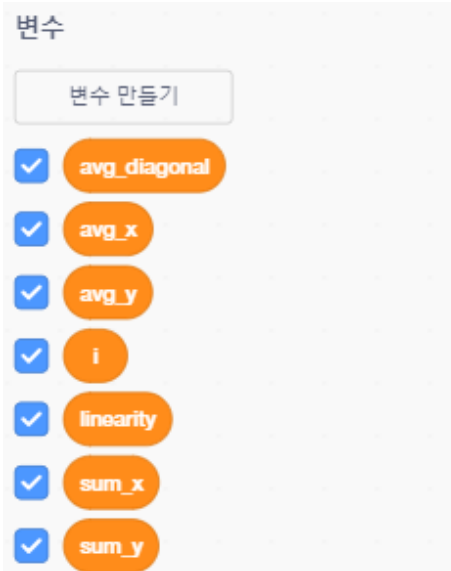 변수
변수 만들기
avg_diagonal
avg_x
avg_y
i
linearity
sum_x
sum_y